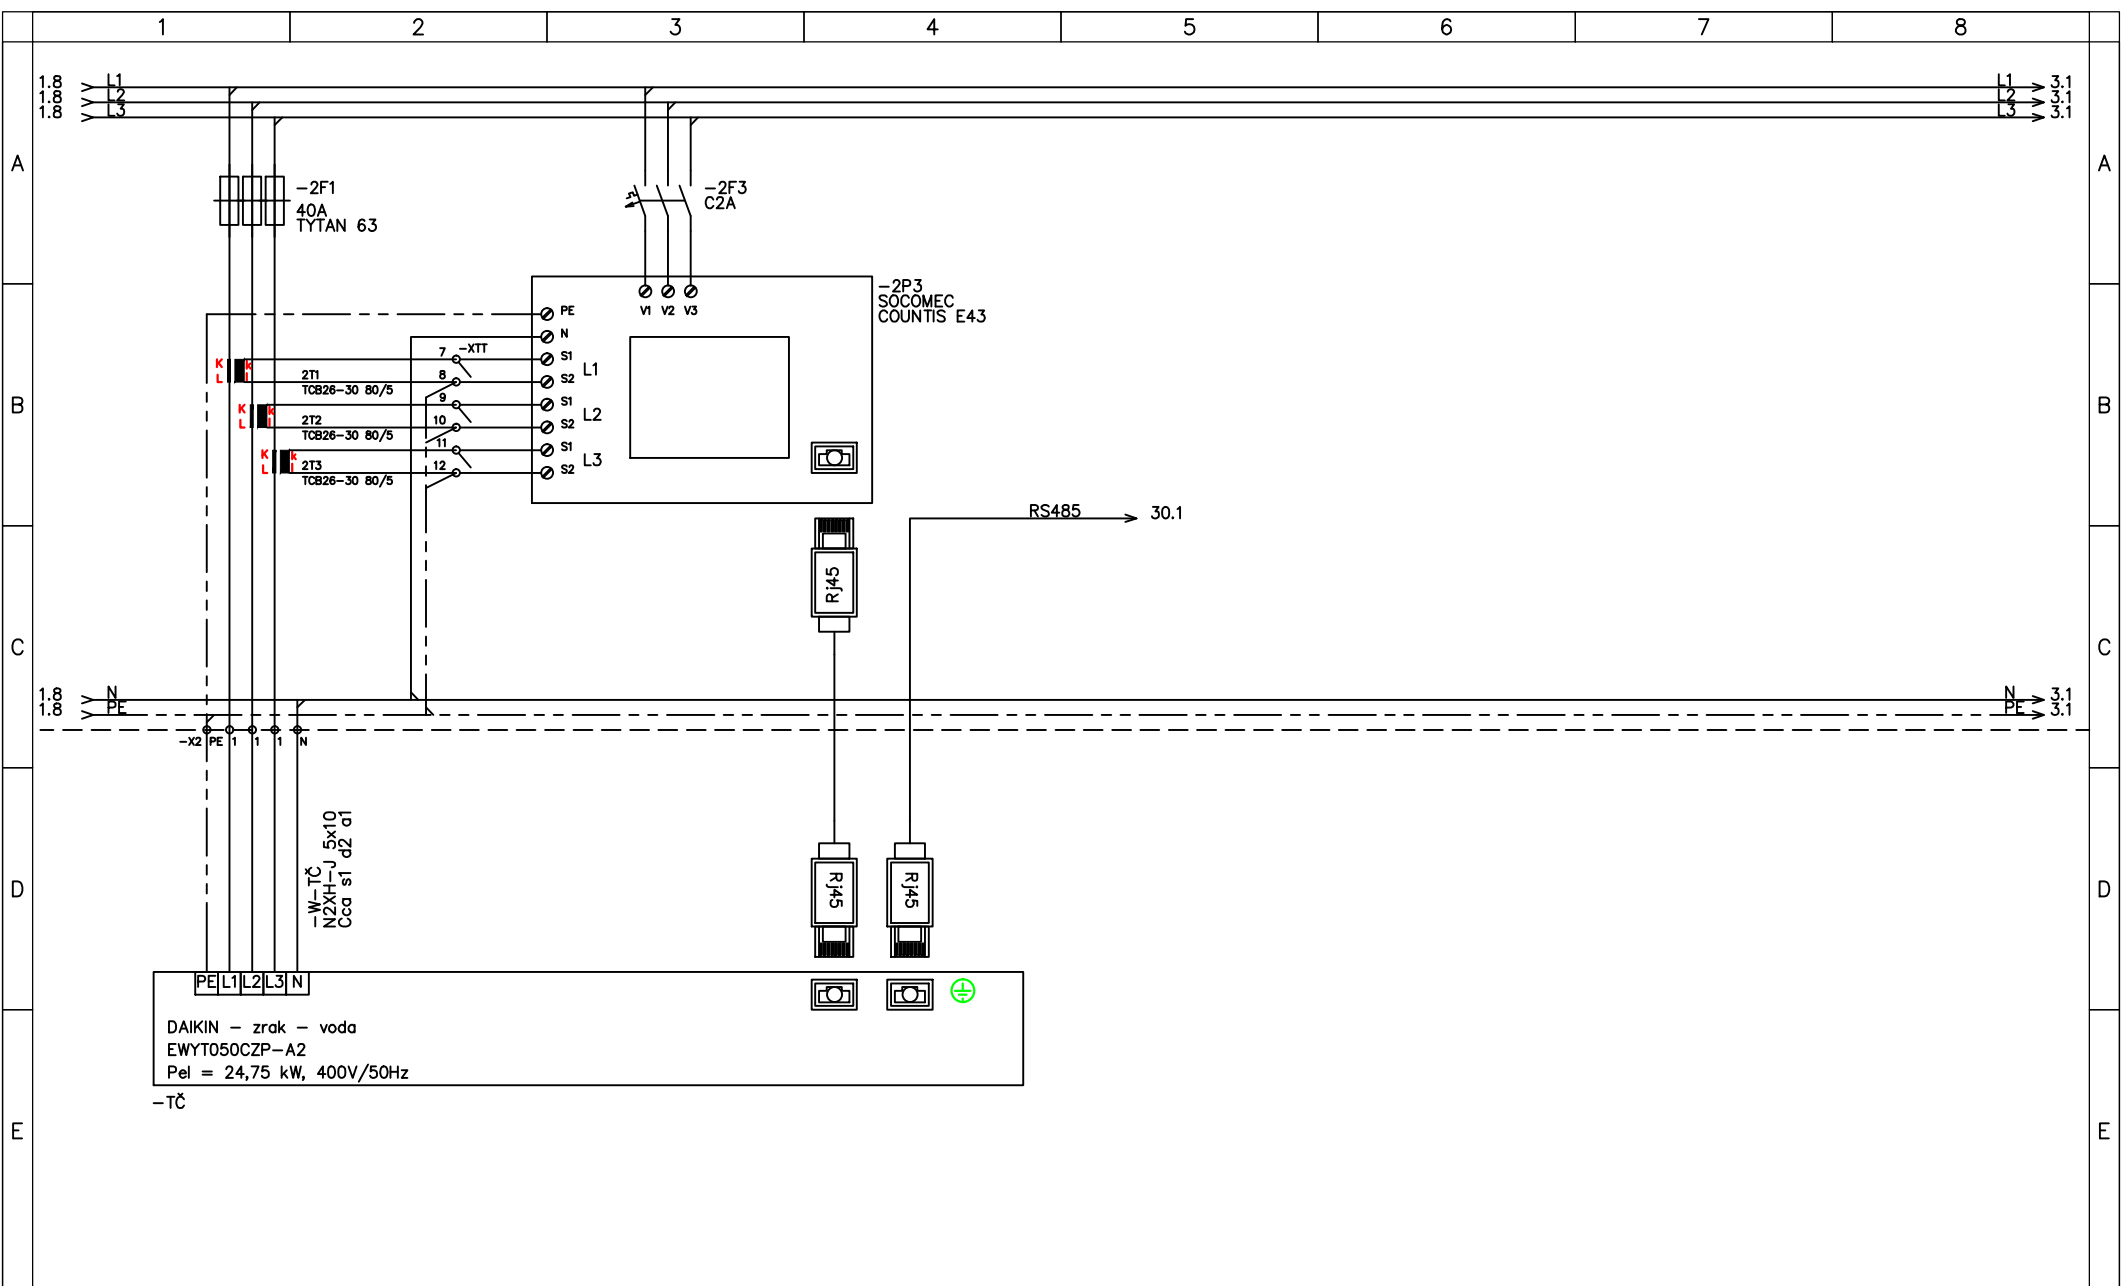 1 2 3 4 5 6 7 8
1.8 L1 L1 3.1
1.8 L2 L2 3.1
1.8 L3 L3 3.1
A A
-2F1
40A
TYTAN 63
-2F3
C2A
-2P3
SOCOMEC
COUNTIS E43
V1 V2 V3
PE
N
7 -XTT S1
L1
K k
L l
2T1 8 S2
TCB26-30 80/5
B B
9 S1
L2
K k
L l
2T2 10 S2
TCB26-30 80/5
11 S1
L3
K k
L l
2T3 12 S2
TCB26-30 80/5
RS485 30.1
Rj45
C C
1.8 N N 3.1
1.8 PE PE 3.1
-X2 PE 1 1 1 N
-W-TČ
N2XH-J 5x10
Cca s1 d2 a1
Rj45 Rj45
D D
PE L1 L2 L3 N
DAIKIN - zrak - voda
EWYT050CZP-A2
Pel = 24,75 kW, 400V/50Hz
-TČ
E E